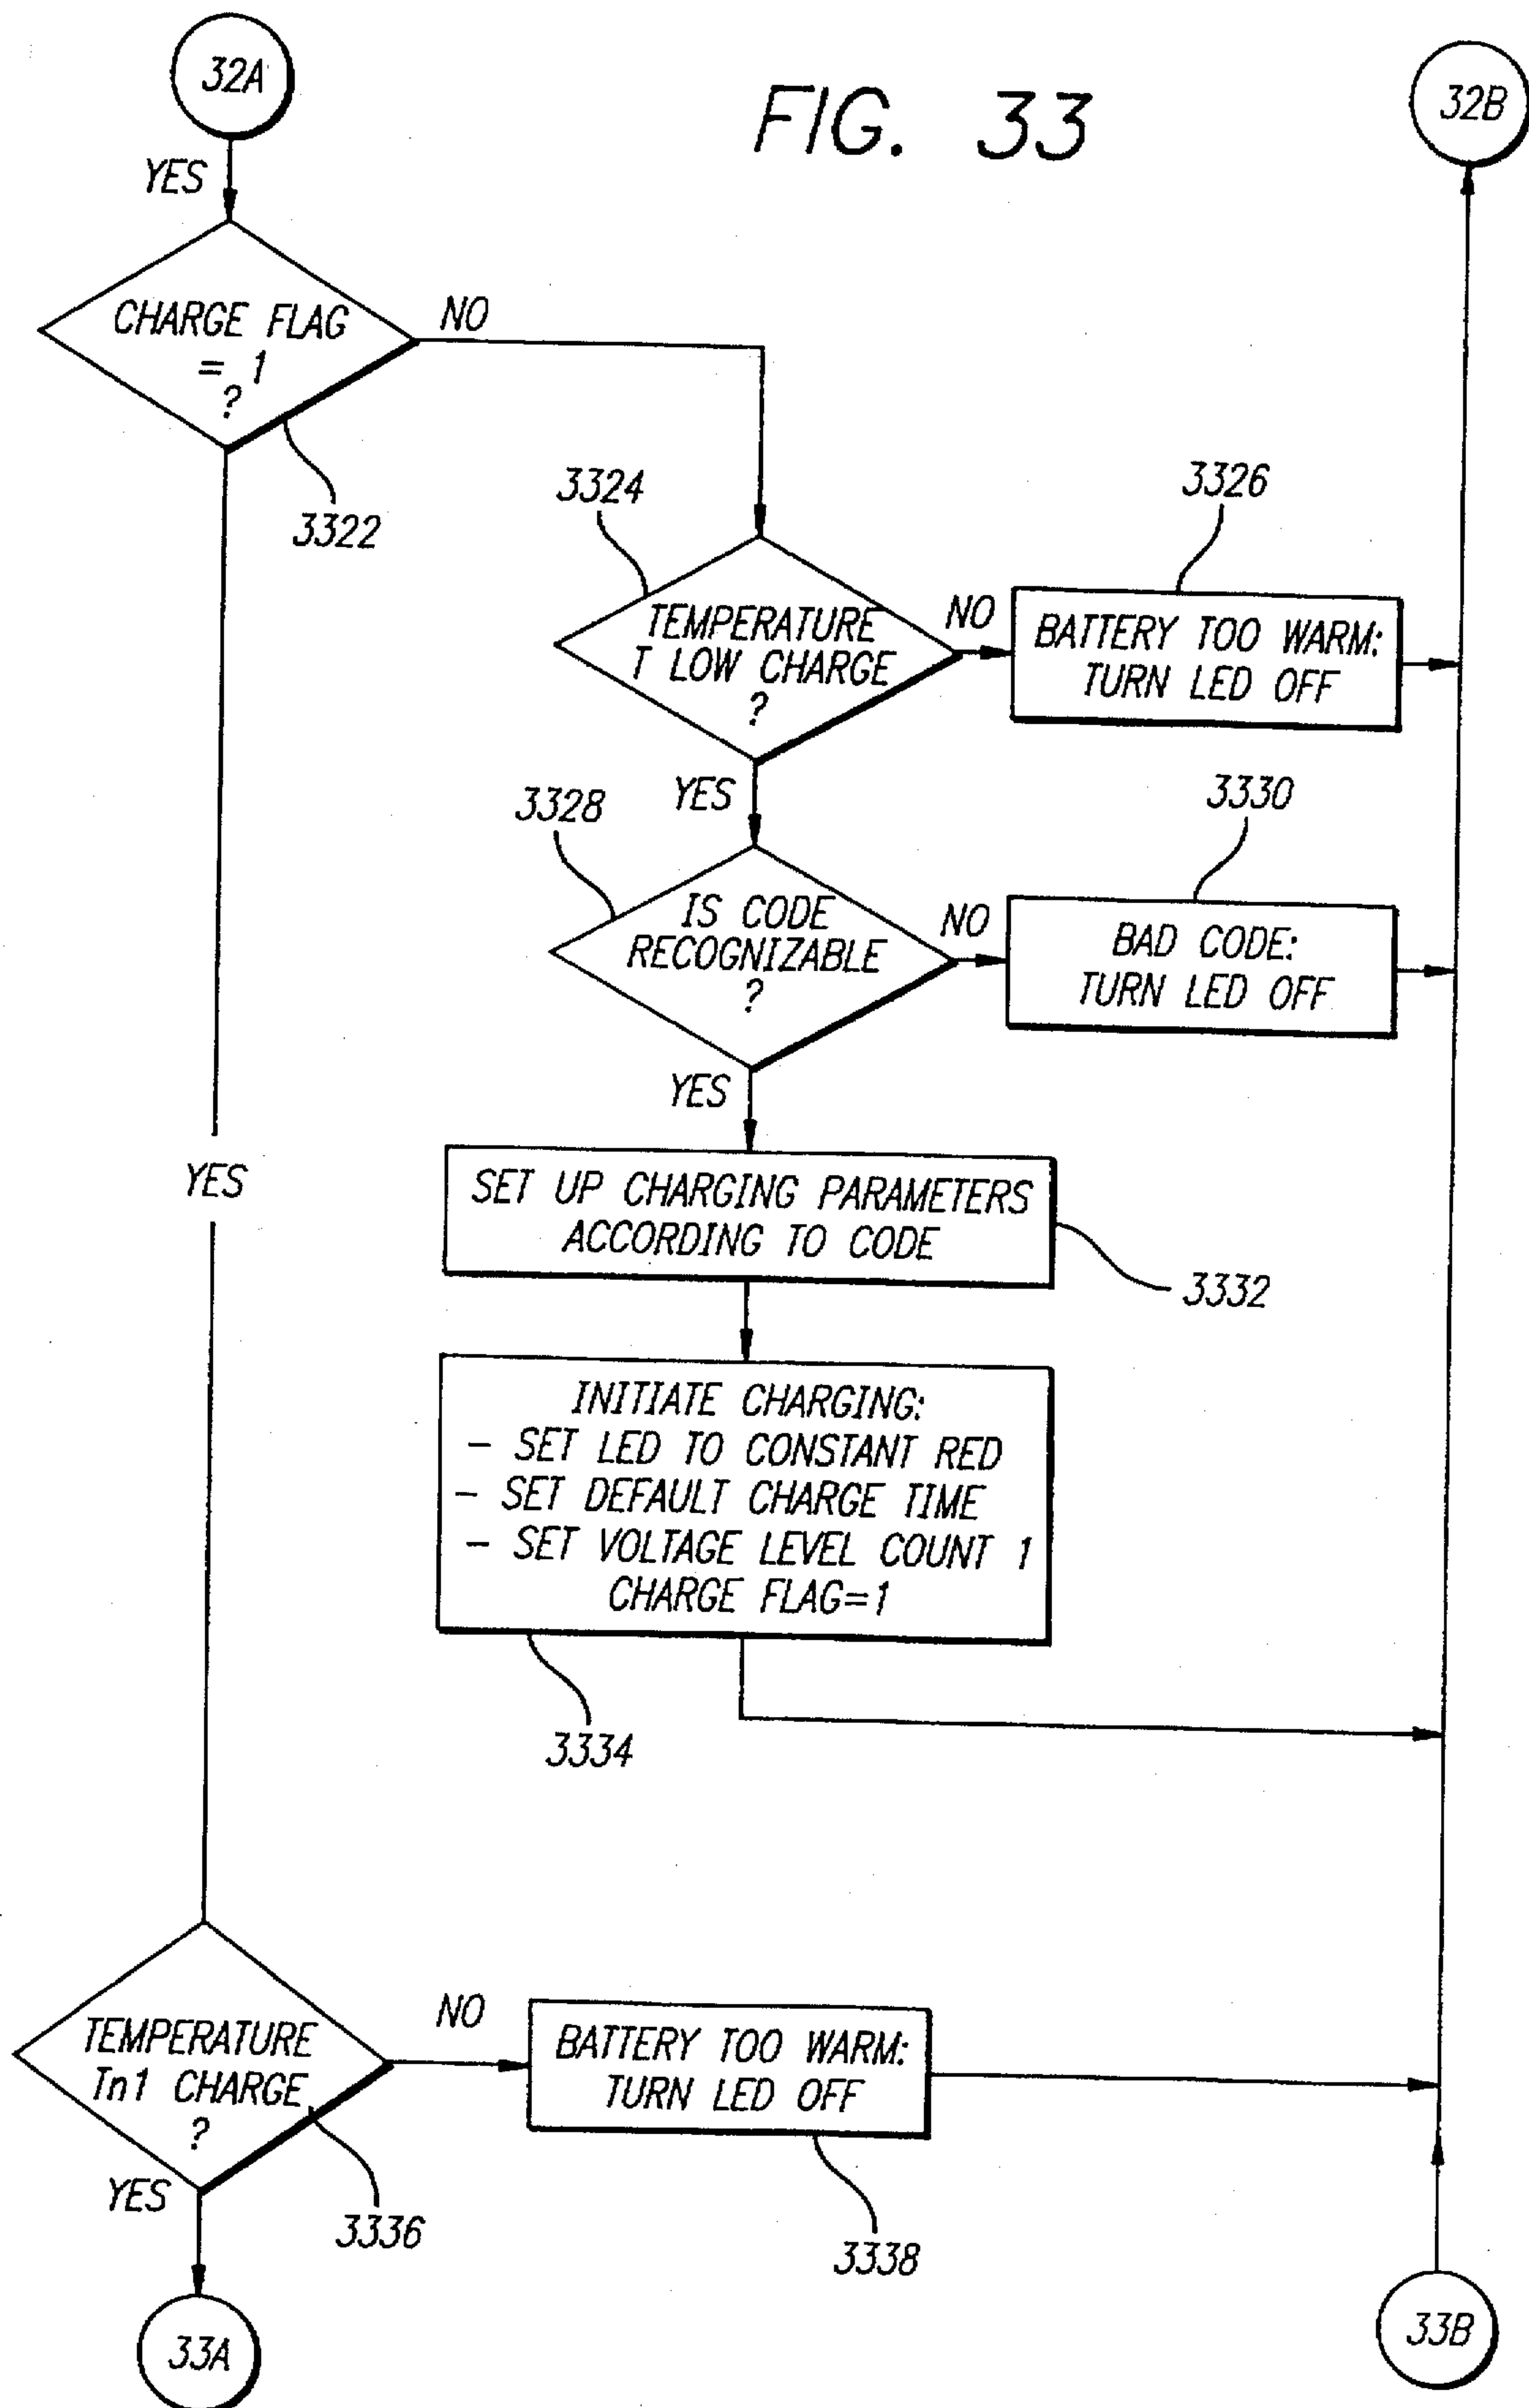 32A
FIG. 33
32B
YES
CHARGE FLAG
= 1
?
NO
3322
3324
3326
TEMPERATURE
T LOW CHARGE
?
NO
BATTERY TOO WARM:
TURN LED OFF
YES
3328
3330
IS CODE
RECOGNIZABLE
?
NO
BAD CODE:
TURN LED OFF
YES
YES
SET UP CHARGING PARAMETERS
ACCORDING TO CODE
3332
INITIATE CHARGING:
– SET LED TO CONSTANT RED
– SET DEFAULT CHARGE TIME
– SET VOLTAGE LEVEL COUNT 1
CHARGE FLAG=1
3334
TEMPERATURE
Tn1 CHARGE
?
NO
BATTERY TOO WARM:
TURN LED OFF
YES
3336
3338
33A
33B